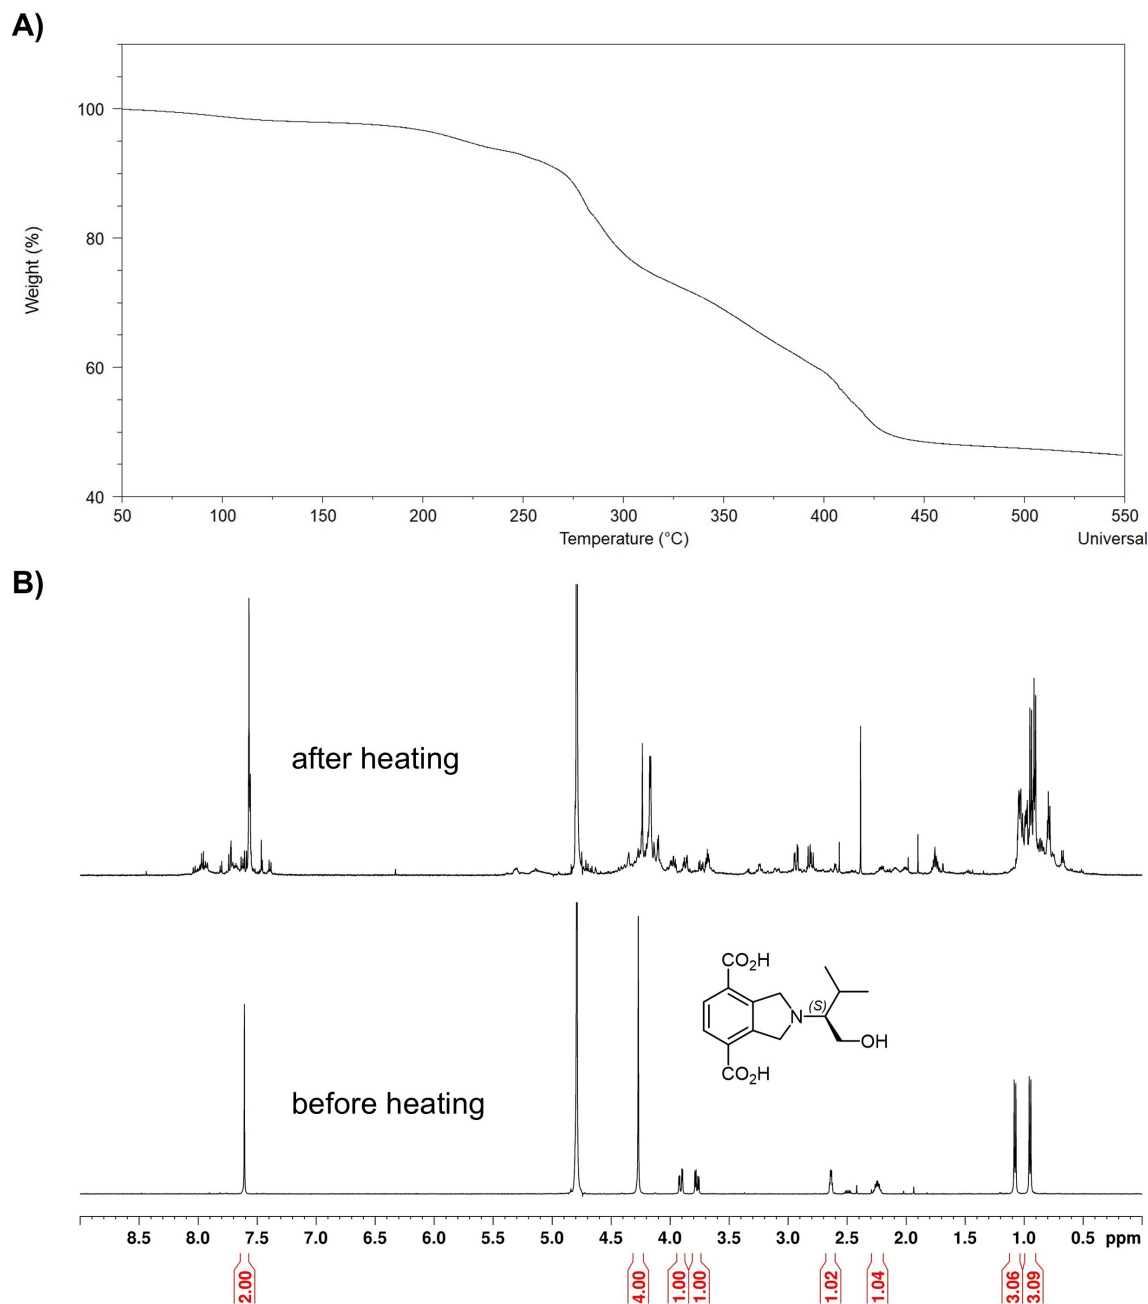 A)
100
80
60
40
Weight (%)
50 100 150 200 250 300 350 400 450 500 550
Temperature (°C)
Universal
B)
after heating
CO₂H
(S)
N
OH
CO₂H
before heating
8.5 8.0 7.5 7.0 6.5 6.0 5.5 5.0 4.5 4.0 3.5 3.0 2.5 2.0 1.5 1.0 0.5 ppm
2.00 4.00 1.00 1.00 1.02 1.04 3.06 3.09